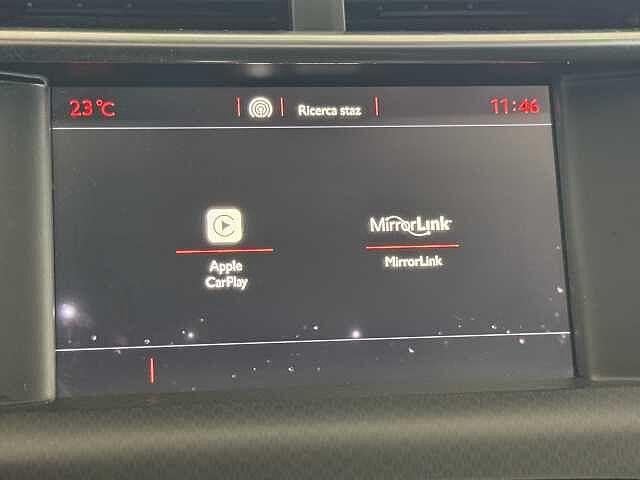 23°C
Ricerca staz
11:46
MirrorLink
Apple
CarPlay
MirrorLink